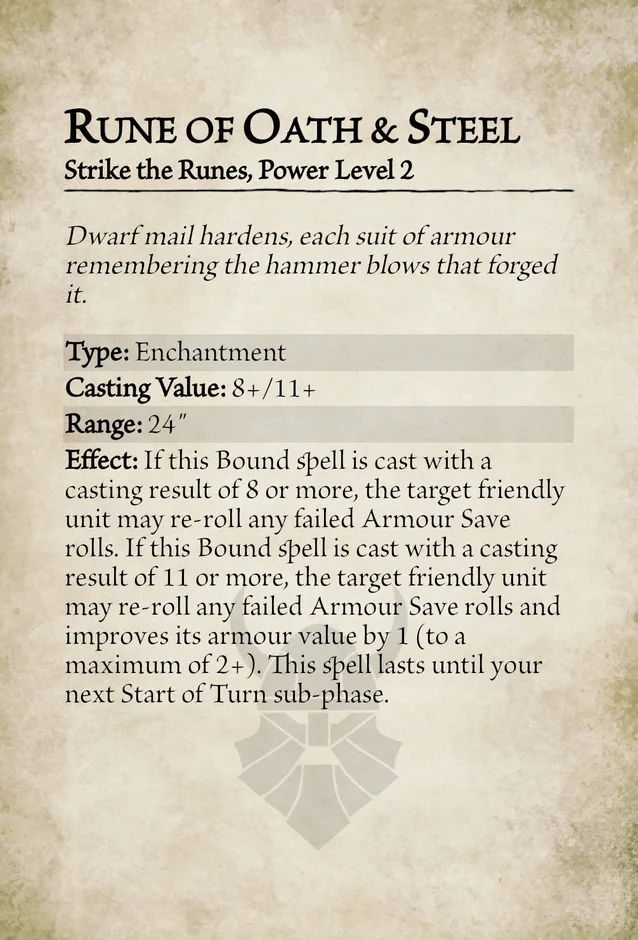 Rune of Oath & Steel
Strike the Runes, Power Level 2
Dwarf mail hardens, each suit of armour
remembering the hammer blows that forged
it.
Type: Enchantment
Casting Value: 8+/11+
Range: 24"
Effect: If this Bound spell is cast with a
casting result of 8 or more, the target friendly
unit may re-roll any failed Armour Save
rolls. If this Bound spell is cast with a casting
result of 11 or more, the target friendly unit
may re-roll any failed Armour Save rolls and
improves its armour value by 1 (to a
maximum of 2+). This spell lasts until your
next Start of Turn sub-phase.